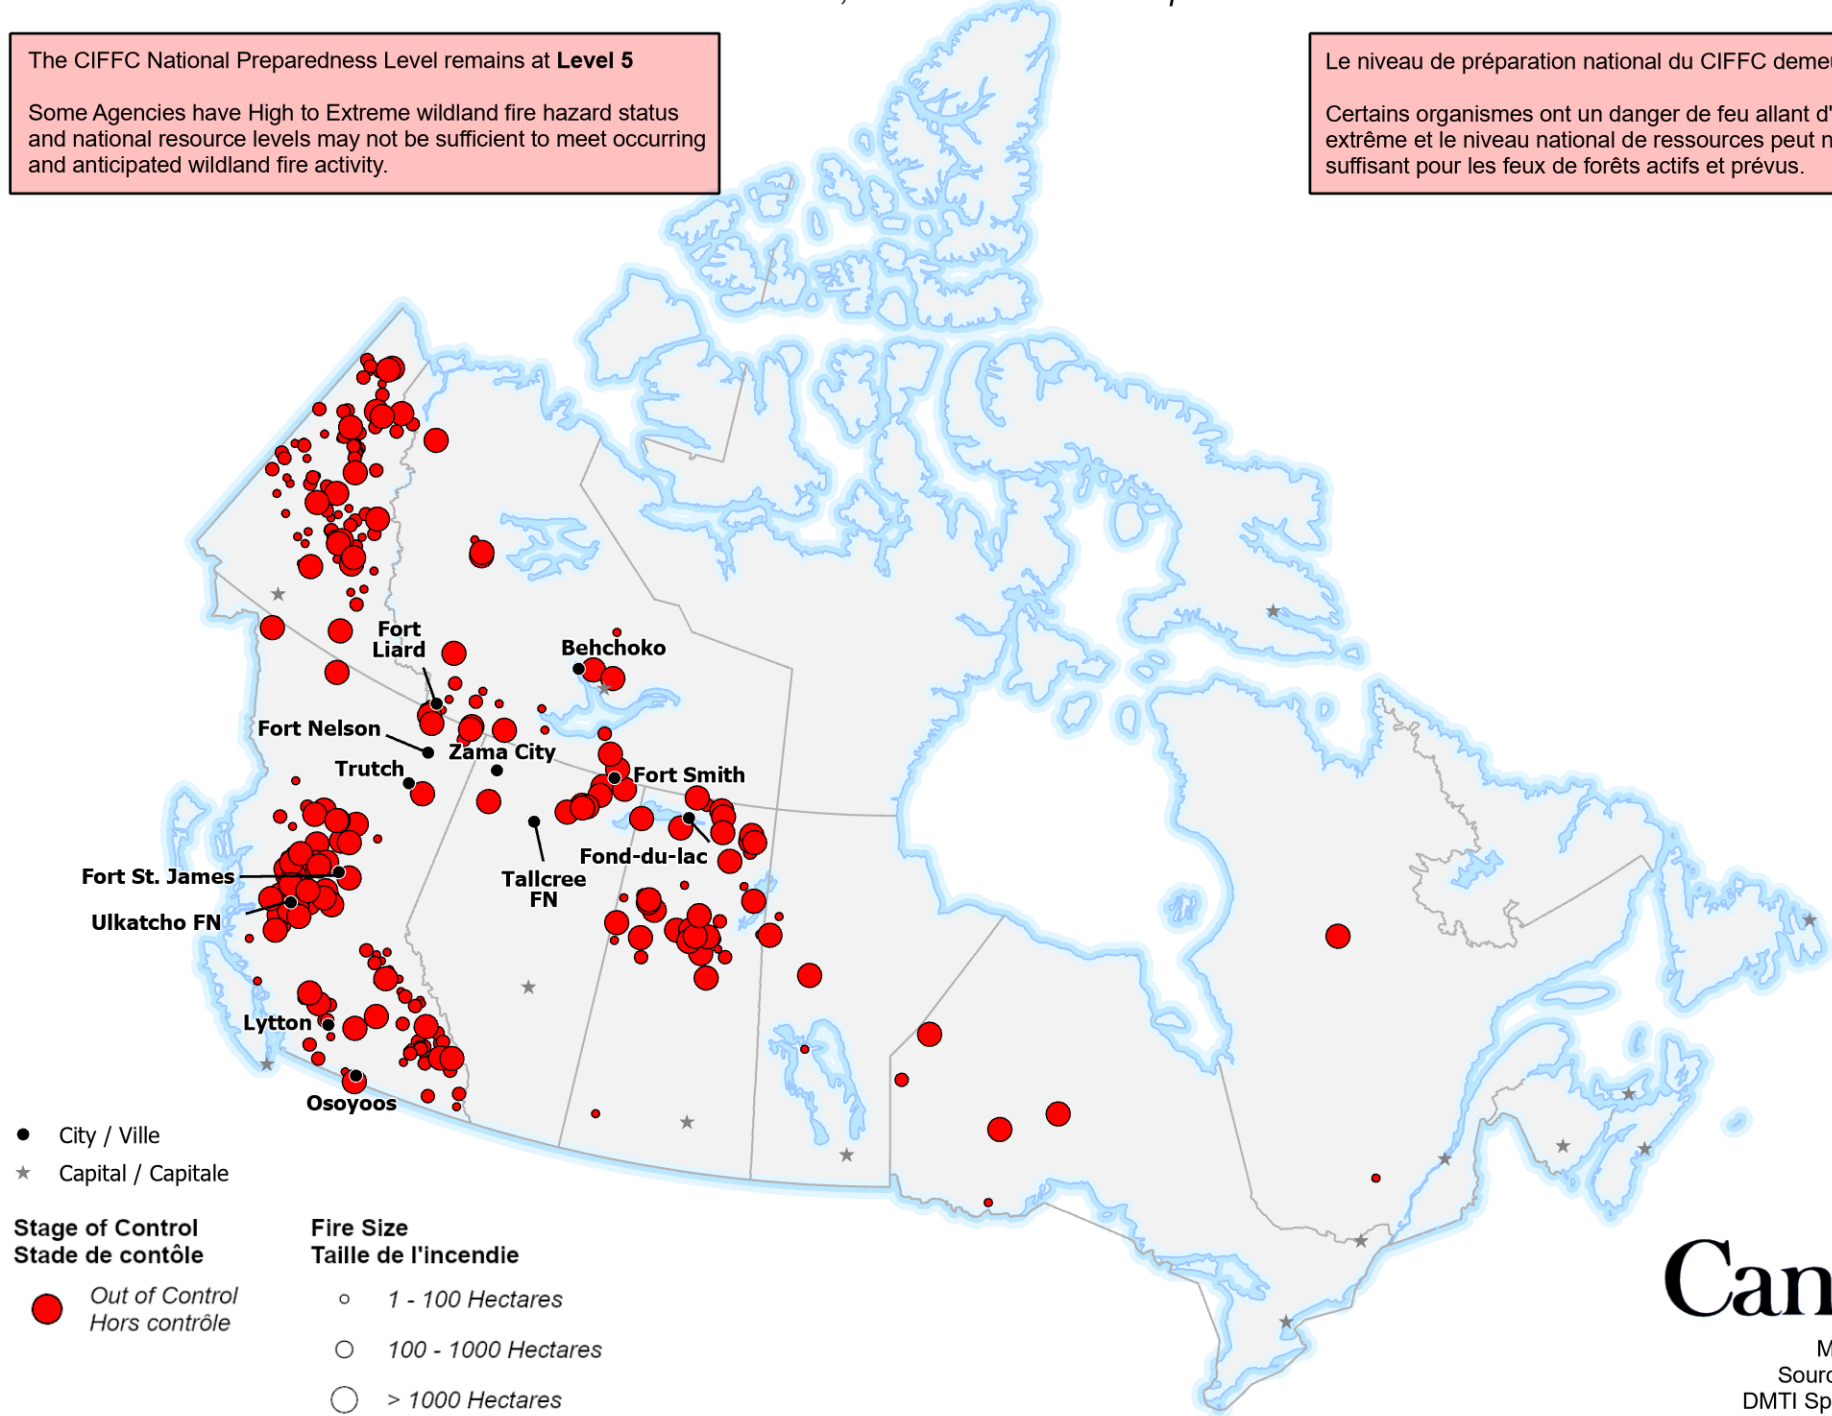 The CIFFC National Preparedness Level remains at Level 5
Some Agencies have High to Extreme wildland fire hazard status
and national resource levels may not be sufficient to meet occurring
and anticipated wildland fire activity.
Le niveau de préparation national du CIFFC
Certains organismes ont un danger de feu allant
extrême et le niveau national de ressources peut
suffisant pour les feux de forêts actifs et prévus.
Fort
Liard
Behchoko
Fort Nelson
Zama City
Trutch
Fort Smith
Fond-du-lac
Tallcree
FN
Fort St. James
Ulkatcho FN
Lytton
Osoyoos
City / Ville
Capital / Capitale
Stage of Control
Stade de contôle
Out of Control
Hors contrôle
Fire Size
Taille de l'incendie
1 - 100 Hectares
100 - 1000 Hectares
> 1000 Hectares
Can
DMTI Sp